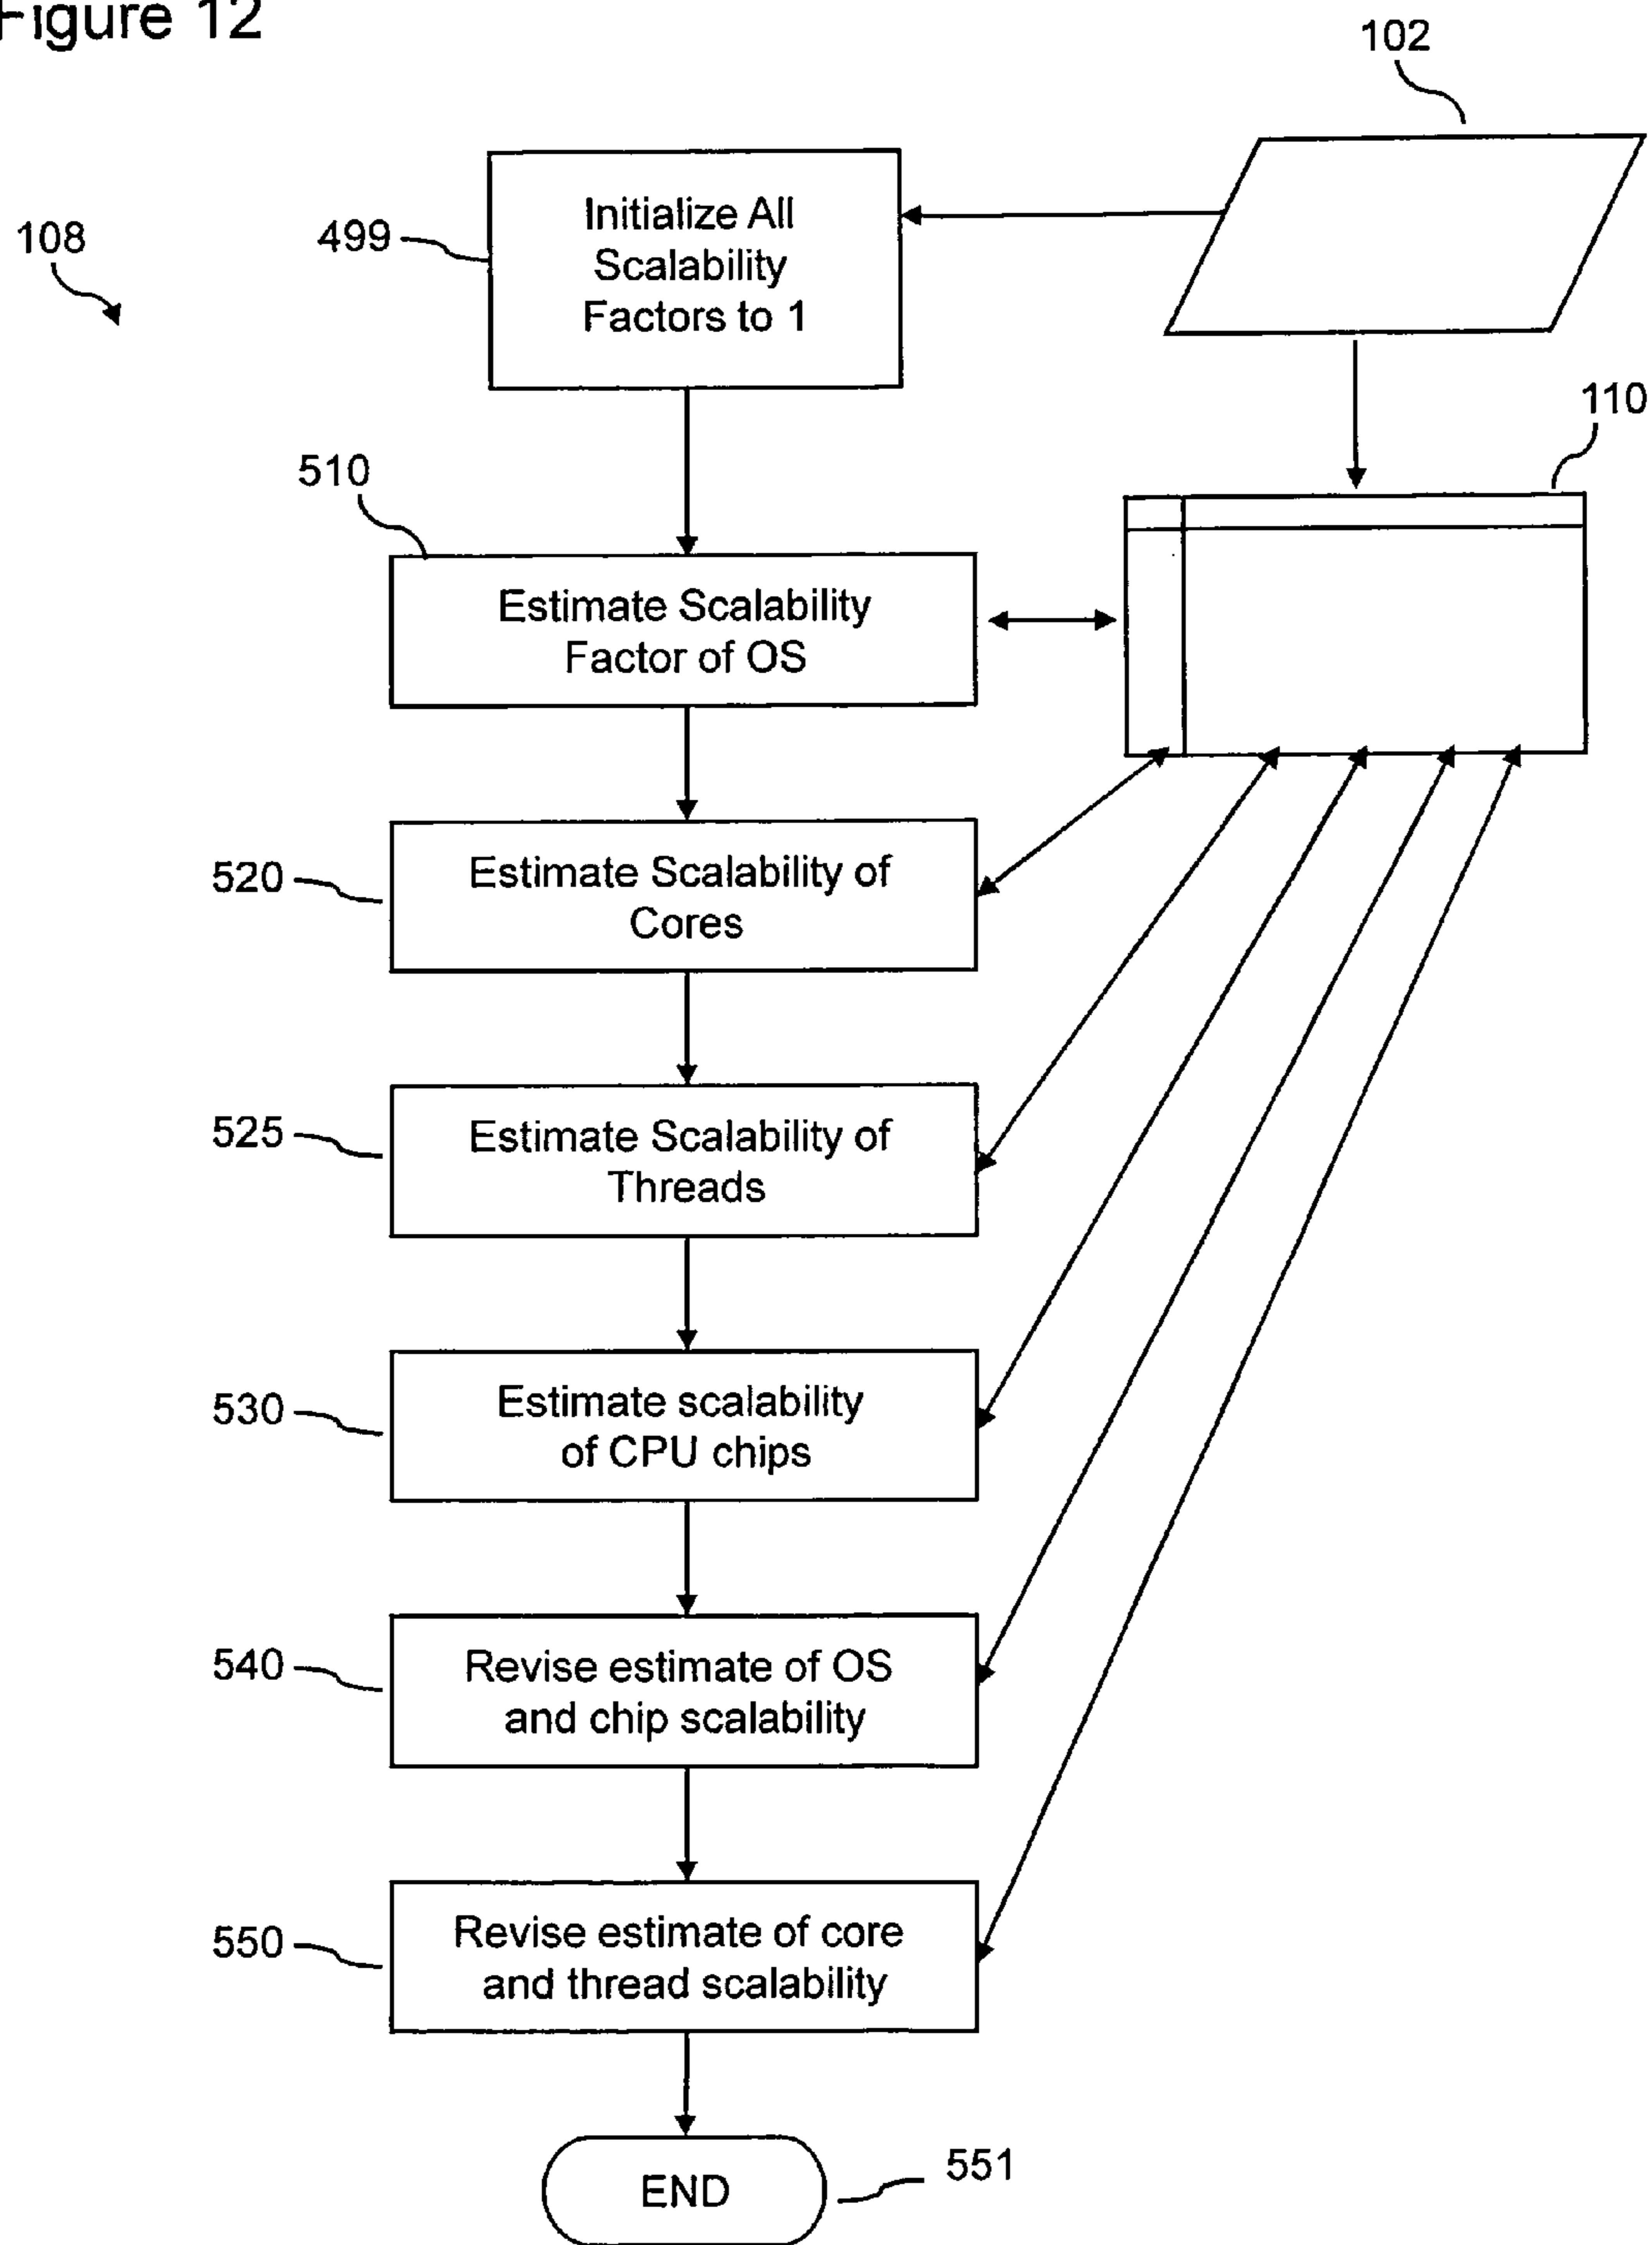 Figure 12
102
108
499
Initialize All
Scalability
Factors to 1
110
510
Estimate Scalability
Factor of OS
520
Estimate Scalability of
Cores
525
Estimate Scalability of
Threads
530
Estimate scalability
of CPU chips
540
Revise estimate of OS
and chip scalability
550
Revise estimate of core
and thread scalability
END
551